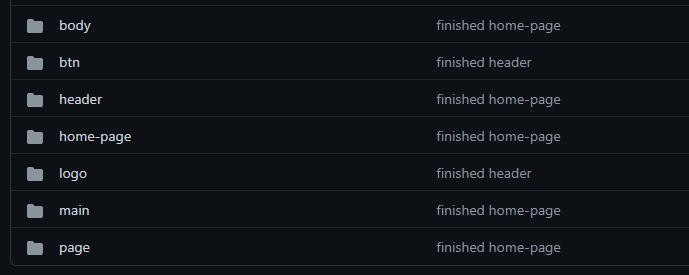 body finished home-page
btn finished header
header finished home-page
home-page finished home-page
logo finished header
main finished home-page
page finished home-page